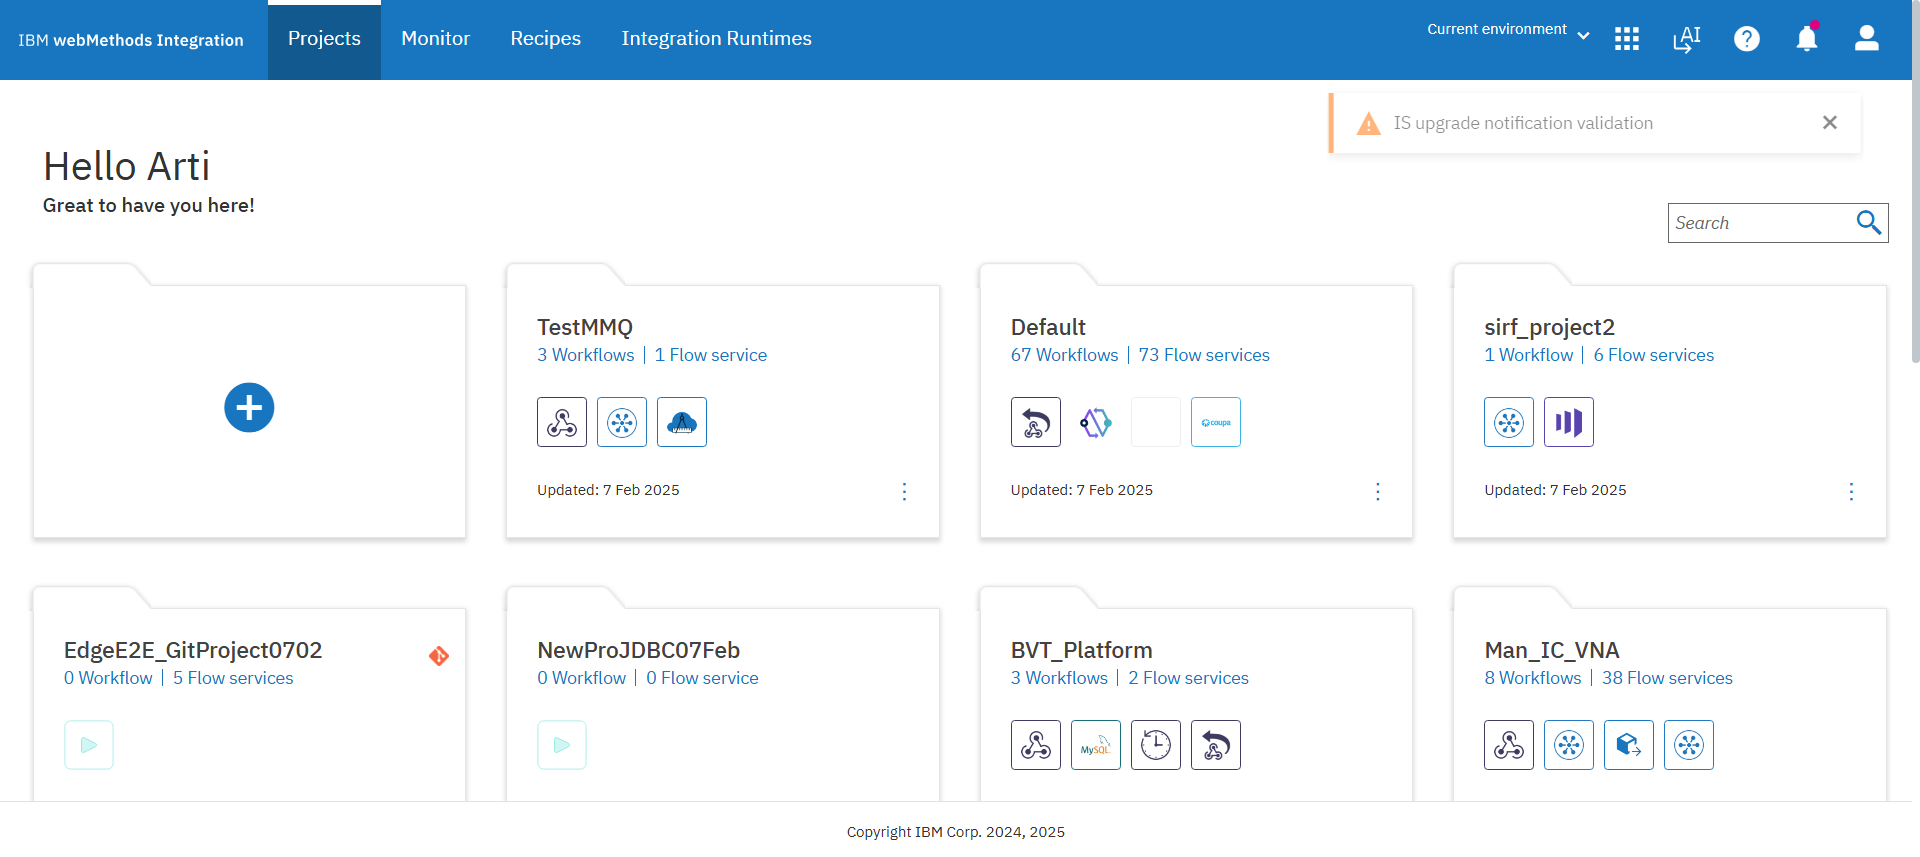 IBM webMethods Integration
Projects
Monitor
Recipes
Integration Runtimes
Current environment
AI
?
IS upgrade notification validation
Hello Arti
Great to have you here!
Search
TestMMQ
3 Workflows | 1 Flow service
Updated: 7 Feb 2025
Default
67 Workflows | 73 Flow services
coupa
Updated: 7 Feb 2025
sirf_project2
1 Workflow | 6 Flow services
Updated: 7 Feb 2025
EdgeE2E_GitProject0702
0 Workflow | 5 Flow services
NewProJDBC07Feb
0 Workflow | 0 Flow service
BVT_Platform
3 Workflows | 2 Flow services
MySQL
Man_IC_VNA
8 Workflows | 38 Flow services
Copyright IBM Corp. 2024, 2025